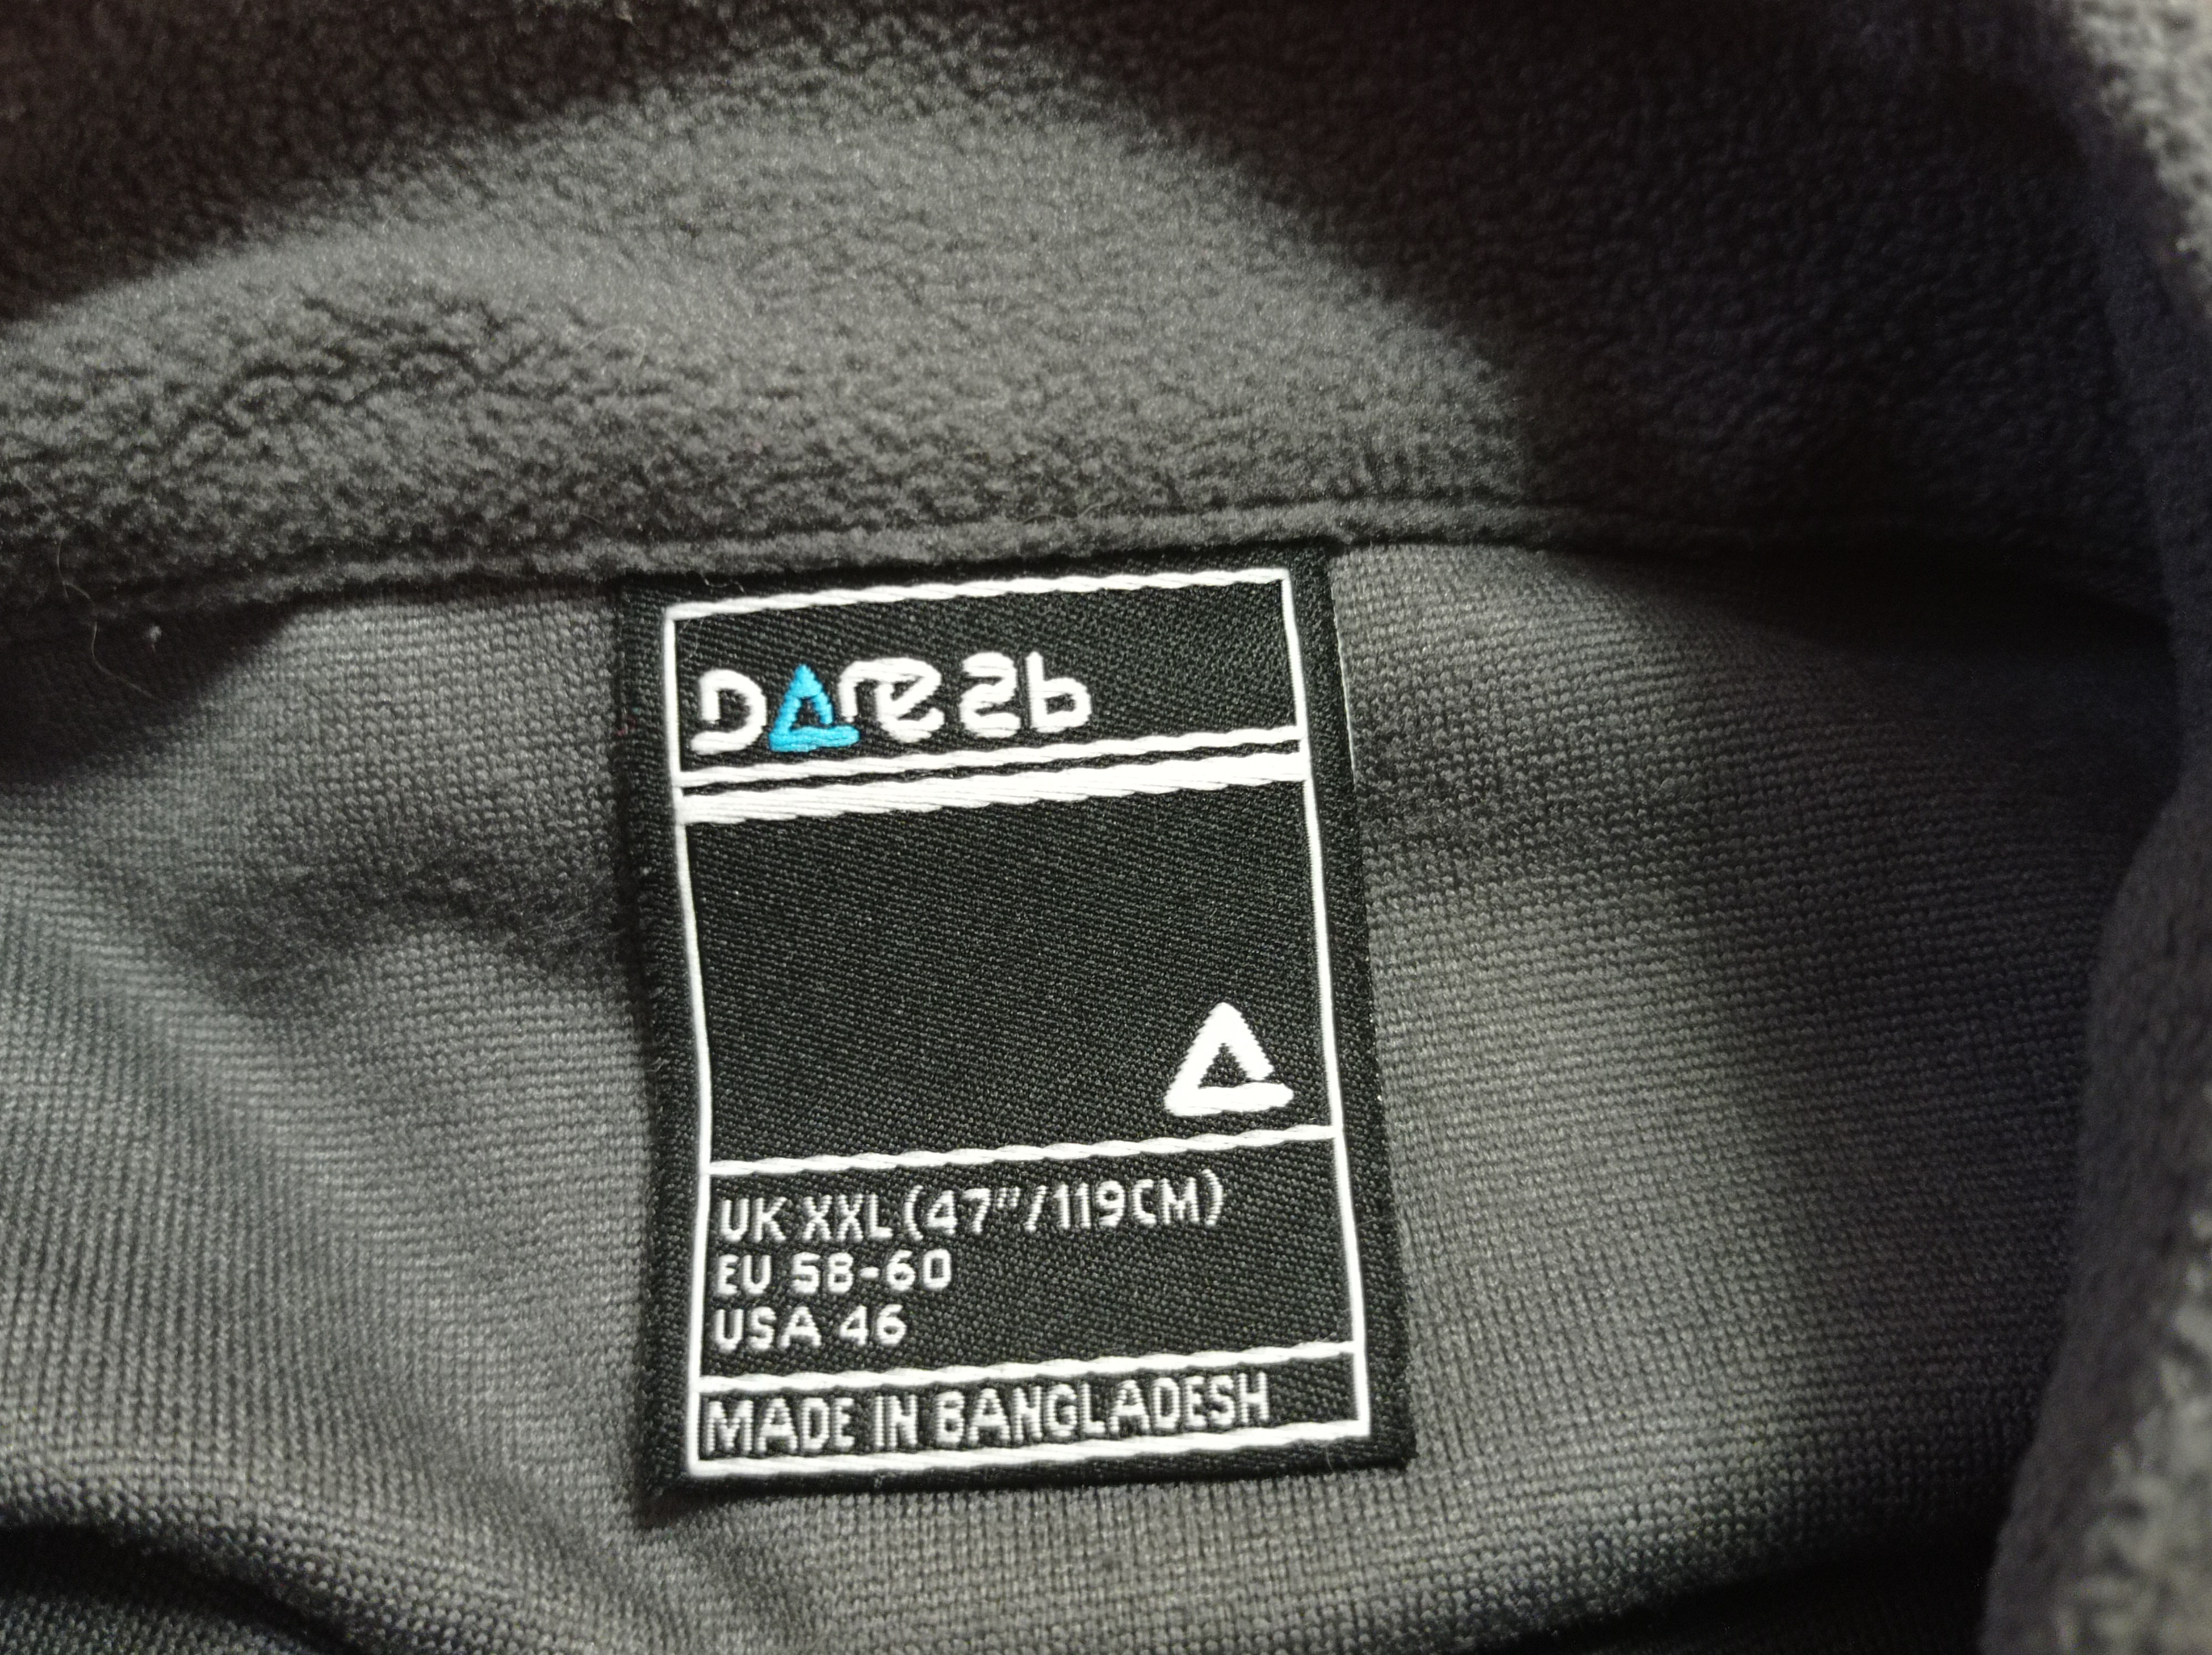 DARE2b
UK XXL (47"/119CM)
EU 58-60
USA 46
MADE IN BANGLADESH